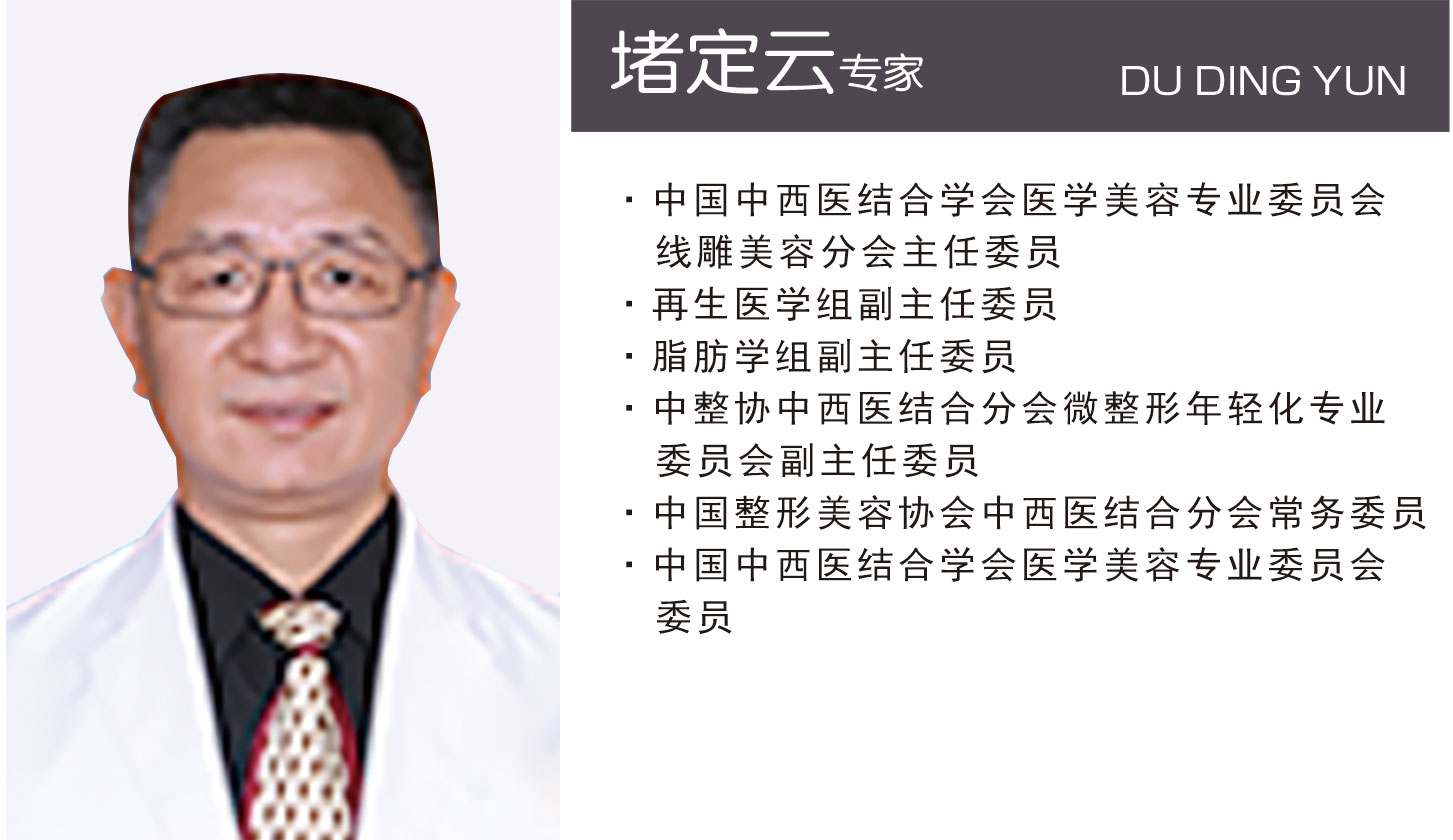 堵定云专家 DU DING YUN
· 中国中西医结合学会医学美容专业委员会
线雕美容分会主任委员
· 再生医学组副主任委员
· 脂肪学组副主任委员
· 中整协中西医结合分会微整形年轻化专业
委员会副主任委员
· 中国整形美容协会中西医结合分会常务委员
· 中国中西医结合学会医学美容专业委员会
委员